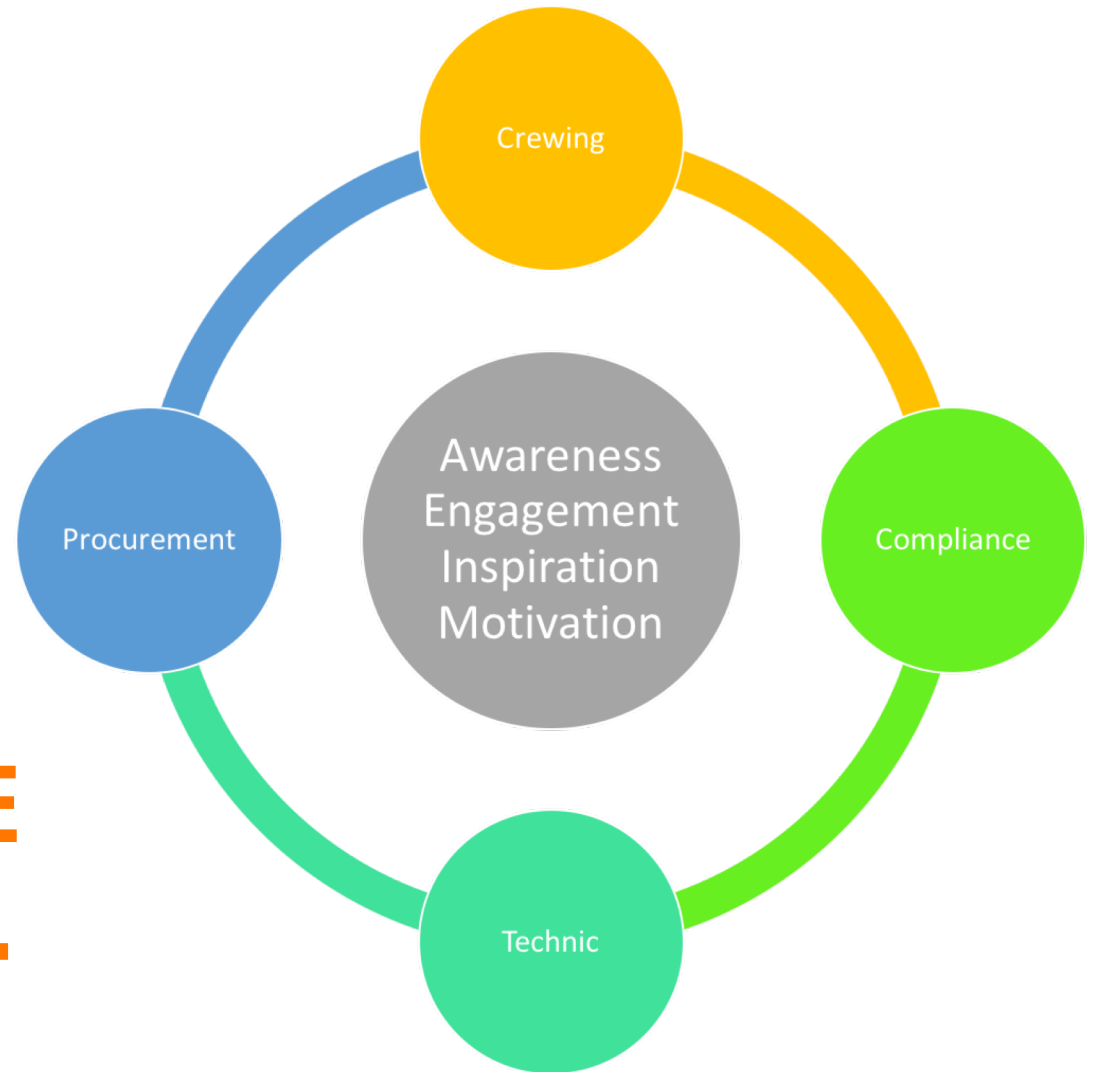 Crewing
Awareness
Engagement
Inspiration
Motivation
Procurement
Compliance
Technic